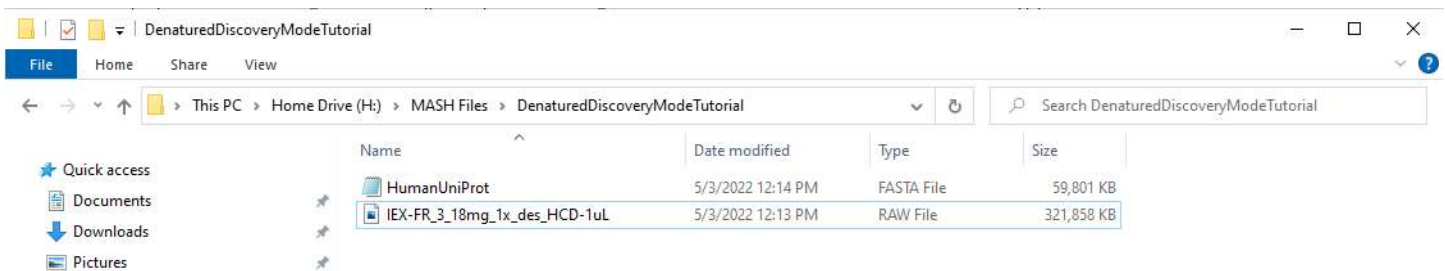 DenaturedDiscoveryModeTutorial
File Home Share View
This PC > Home Drive (H:) > MASH Files > DenaturedDiscoveryModeTutorial Search DenaturedDiscoveryModeTutorial
Name Date modified Type Size
Quick access
HumanUniProt 5/3/2022 12:14 PM FASTA File 59,801 KB
Documents
IEX-FR_3_18mg_1x_des_HCD-1uL 5/3/2022 12:13 PM RAW File 321,858 KB
Downloads
Pictures